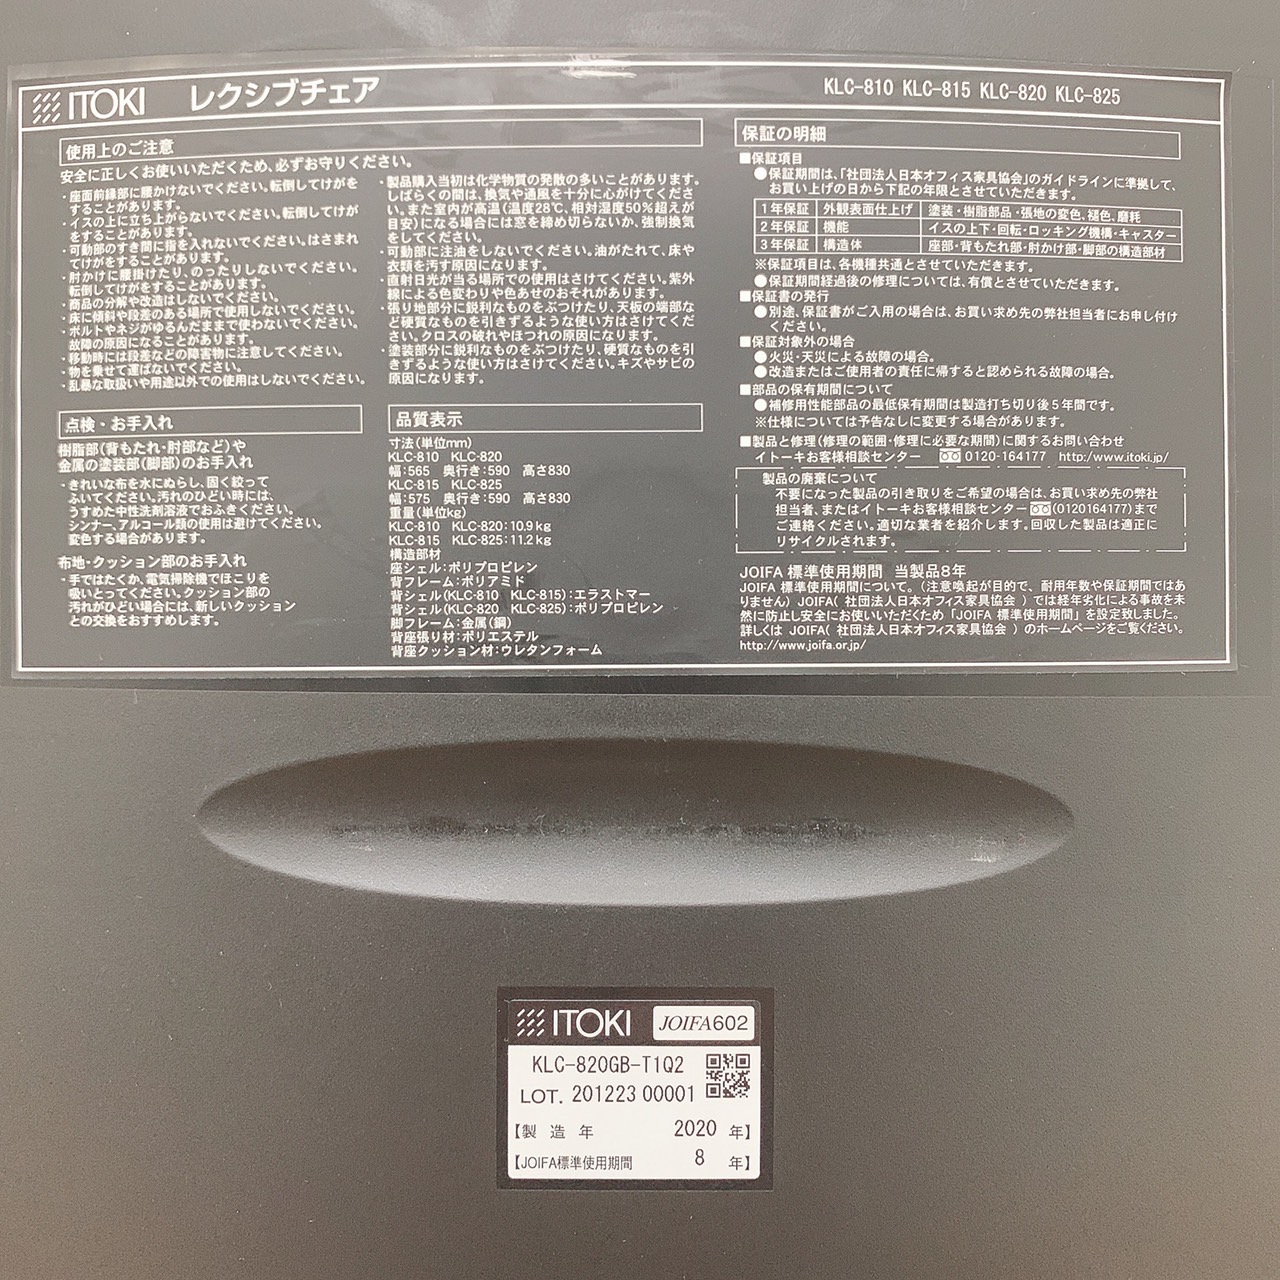 ITOKI レクシブチェア KLC-810 KLC-815 KLC-820 KLC-825
使用上のご注意
安全に正しくお使いいただくため、必ずお守りください。
・座面前縁部に腰かけないでください。転倒してけがを
することがあります。
・イスの上に立ち上がらないでください。転倒してけが
をすることがあります。
・可動部のすき間に指を入れないでください。はさまれ
てけがをすることがあります。
・肘かけに腰掛けたり、のったりしないでください。
転倒してけがをすることがあります。
・商品の分解や改造はしないでください。
・床に傾斜や段差のある場所で使用しないでください。
・ボルトやネジがゆるんだままで使わないでください。
故障の原因になることがあります。
・移動時には段差などの障害物に注意してください。
・物を乗せて運ばないでください。
・乱暴な取扱いや用途以外での使用はしないでください。
・製品購入当初は化学物質の発散の多いことがあります。
しばらくの間は、換気や通風を十分に心がけてくださ
い。また室内が高温(温度28℃、相対湿度50%超えが
目安)になる場合には窓を締め切らないか、強制換気
をしてください。
・可動部に注油をしないでください。油がたれて、床や
衣類を汚す原因になります。
・直射日光が当る場所での使用はさけてください。紫外
線による色変わりや色あせのおそれがあります。
・張り地部分に鋭利なものをぶつけたり、天板の端部な
ど硬質なものを引きずるような使い方はさけてくださ
い。クロスの破れやほつれの原因になります。
・塗装部分に鋭利なものをぶつけたり、硬質なものを引
きずるような使い方はさけてください。キズやサビの
原因になります。
点検・お手入れ
樹脂部(背もたれ・肘部など)や
金属の塗装部(脚部)のお手入れ
・きれいな布を水にぬらし、固く絞って
ふいてください。汚れのひどい時には、
うすめた中性洗剤溶液でおふきください。
シンナー、アルコール類の使用は避けてください。
変色する場合があります。
布地・クッション部のお手入れ
・手ではたくか、電気掃除機でほこりを
吸いとってください。クッション部の
汚れがひどい場合には、新しいクッション
との交換をおすすめします。
品質表示
寸法(単位mm)
KLC-810 KLC-820
幅:565 奥行き:590 高さ830
KLC-815 KLC-825
幅:575 奥行き:590 高さ830
重量(単位kg)
KLC-810 KLC-820:10.9kg
KLC-815 KLC-825:11.2kg
構造部材
座シェル:ポリプロピレン
背フレーム:ポリアミド
背シェル(KLC-810 KLC-815):エラストマー
背シェル(KLC-820 KLC-825):ポリプロピレン
脚フレーム:金属(鋼)
背座張り材:ポリエステル
背座クッション材:ウレタンフォーム
保証の明細
■保証項目
●保証期間は、「社団法人日本オフィス家具協会」のガイドラインに準拠して、
お買い上げの日から下記の年限とさせていただきます。
1年保証 外観表面仕上げ 塗装・樹脂部品・張地の変色、褪色、磨耗
2年保証 機能 イスの上下・回転・ロッキング機構・キャスター
3年保証 構造体 座部・背もたれ部・肘かけ部・脚部の構造部材
※保証項目は、各機種共通とさせていただきます。
●保証期間経過後の修理については、有償とさせていただきます。
■保証書の発行
●別途、保証書がご入用の場合は、お買い求め先の弊社担当者にお申し付け
ください。
■保証対象外の場合
●火災・天災による故障の場合。
●改造またはご使用者の責任に帰すると認められる故障の場合。
■部品の保有期間について
●補修用性能部品の最低保有期間は製造打ち切り後5年間です。
※仕様については予告なしに変更する場合があります。
■製品と修理(修理の範囲・修理に必要な期間)に関するお問い合わせ
イトーキお客様相談センター 0120-164177 http:/www.itoki.jp/
製品の廃棄について
不要になった製品の引き取りをご希望の場合は、お買い求め先の弊社
担当者、またはイトーキお客様相談センター(0120164177)まで
ご連絡ください。適切な業者を紹介します。回収した製品は適正に
リサイクルされます。
JOIFA 標準使用期間 当製品8年
JOIFA 標準使用期間について。(注意喚起が目的で、耐用年数や保証期間ではあ
りません) JOIFA( 社団法人日本オフィス家具協会 ) では経年劣化による事故を未
然に防止し安全にお使いいただくため「JOIFA 標準使用期間」を設定致しました。
詳しくは JOIFA( 社団法人日本オフィス家具協会 ) のホームページをご覧ください。
http://www.joifa.or.jp/
ITOKI JOIFA602
KLC-820GB-T1Q2
LOT. 201223 00001
【製 造 年 2020 年】
【JOIFA標準使用期間 8 年】